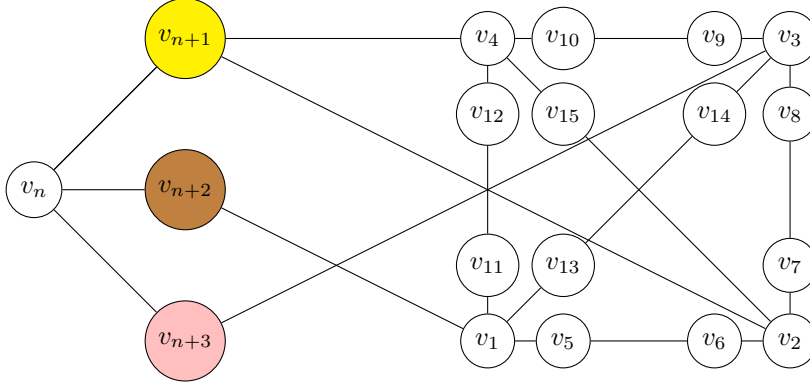 v_{n+1} v_4 v_{10} v_9 v_3
v_{12} v_{15} v_{14} v_8
v_n v_{n+2}
v_{11} v_{13} v_7
v_{n+3} v_1 v_5 v_6 v_2